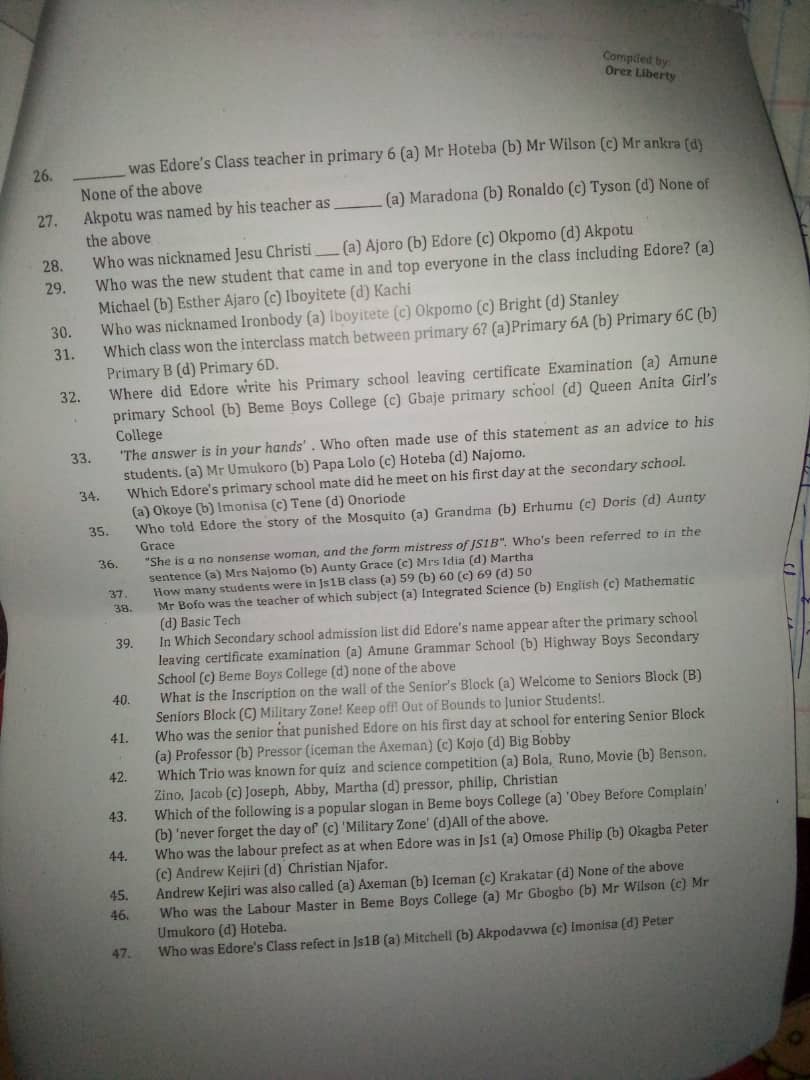 Compiled by:
Orez Liberty
26. ______ was Edore's Class teacher in primary 6 (a) Mr Hoteba (b) Mr Wilson (c) Mr ankra (d)
None of the above
27. Akpotu was named by his teacher as ______ (a) Maradona (b) Ronaldo (c) Tyson (d) None of
the above
28. Who was nicknamed Jesu Christi ___ (a) Ajoro (b) Edore (c) Okpomo (d) Akpotu
29. Who was the new student that came in and top everyone in the class including Edore? (a)
Michael (b) Esther Ajaro (c) Iboyitete (d) Kachi
30. Who was nicknamed Ironbody (a) Iboyitete (c) Okpomo (c) Bright (d) Stanley
31. Which class won the interclass match between primary 6? (a)Primary 6A (b) Primary 6C (b)
Primary B (d) Primary 6D.
32. Where did Edore write his Primary school leaving certificate Examination (a) Amune
primary School (b) Beme Boys College (c) Gbaje primary school (d) Queen Anita Girl's
College
33. 'The answer is in your hands' . Who often made use of this statement as an advice to his
students. (a) Mr Umukoro (b) Papa Lolo (c) Hoteba (d) Najomo.
34. Which Edore's primary school mate did he meet on his first day at the secondary school.
(a) Okoye (b) Imonisa (c) Tene (d) Onoriode
35. Who told Edore the story of the Mosquito (a) Grandma (b) Erhumu (c) Doris (d) Aunty
Grace
36. "She is a no nonsense woman, and the form mistress of JS1B". Who's been referred to in the
sentence (a) Mrs Najomo (b) Aunty Grace (c) Mrs Idia (d) Martha
37. How many students were in Js1B class (a) 59 (b) 60 (c) 69 (d) 50
38. Mr Bofo was the teacher of which subject (a) Integrated Science (b) English (c) Mathematic
(d) Basic Tech
39. In Which Secondary school admission list did Edore's name appear after the primary school
leaving certificate examination (a) Amune Grammar School (b) Highway Boys Secondary
School (c) Beme Boys College (d) none of the above
40. What is the Inscription on the wall of the Senior's Block (a) Welcome to Seniors Block (B)
Seniors Block (C) Military Zone! Keep off! Out of Bounds to Junior Students!.
41. Who was the senior that punished Edore on his first day at school for entering Senior Block
(a) Professor (b) Pressor (iceman the Axeman) (c) Kojo (d) Big Bobby
42. Which Trio was known for quiz and science competition (a) Bola, Runo, Movie (b) Benson,
Zino, Jacob (c) Joseph, Abby, Martha (d) pressor, philip, Christian
43. Which of the following is a popular slogan in Beme boys College (a) 'Obey Before Complain'
(b) 'never forget the day of' (c) 'Military Zone' (d)All of the above.
44. Who was the labour prefect as at when Edore was in Js1 (a) Omose Philip (b) Okagba Peter
(c) Andrew Kejiri (d) Christian Njafor.
45. Andrew Kejiri was also called (a) Axeman (b) Iceman (c) Krakatar (d) None of the above
46. Who was the Labour Master in Beme Boys College (a) Mr Gbogbo (b) Mr Wilson (c) Mr
Umukoro (d) Hoteba.
47. Who was Edore's Class refect in Js1B (a) Mitchell (b) Akpodavwa (c) Imonisa (d) Peter